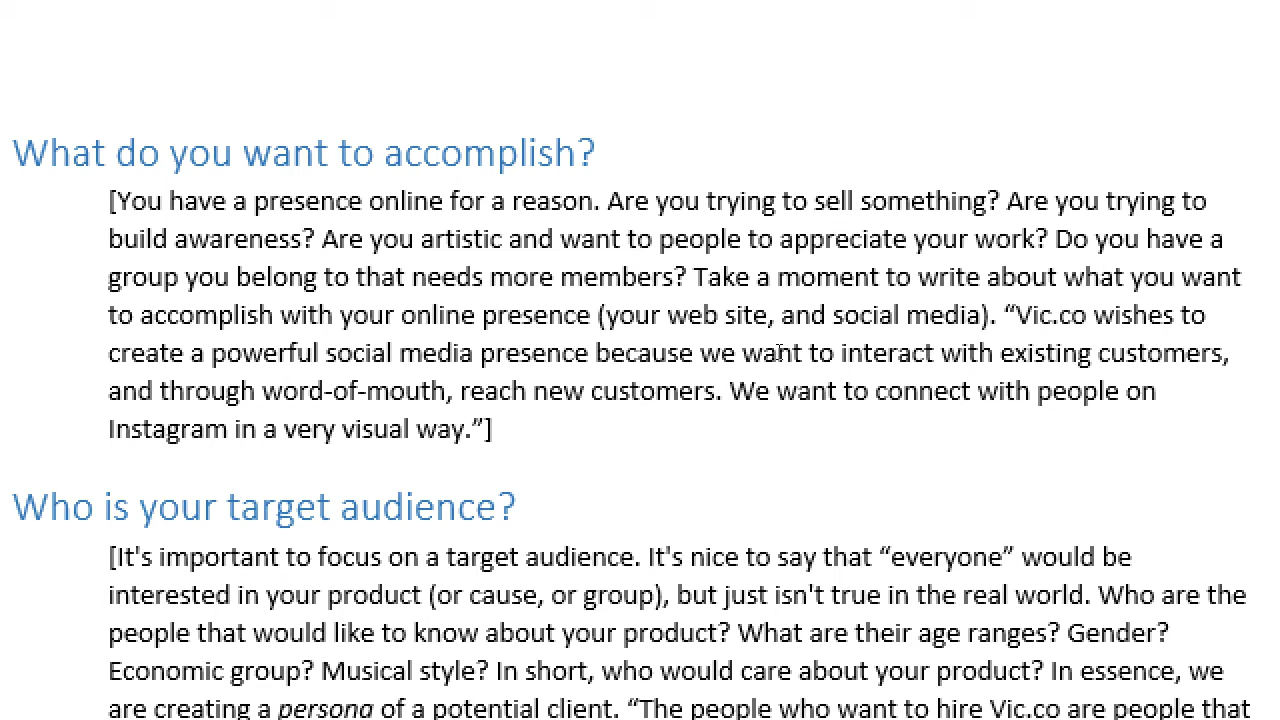 What do you want to accomplish?
[You have a presence online for a reason. Are you trying to sell something? Are you trying to
build awareness? Are you artistic and want to people to appreciate your work? Do you have a
group you belong to that needs more members? Take a moment to write about what you want
to accomplish with your online presence (your web site, and social media). “Vic.co wishes to
create a powerful social media presence because we want to interact with existing customers,
and through word-of-mouth, reach new customers. We want to connect with people on
Instagram in a very visual way.”]
Who is your target audience?
[It's important to focus on a target audience. It's nice to say that “everyone” would be
interested in your product (or cause, or group), but just isn't true in the real world. Who are the
people that would like to know about your product? What are their age ranges? Gender?
Economic group? Musical style? In short, who would care about your product? In essence, we
are creating a persona of a potential client. “The people who want to hire Vic.co are people that